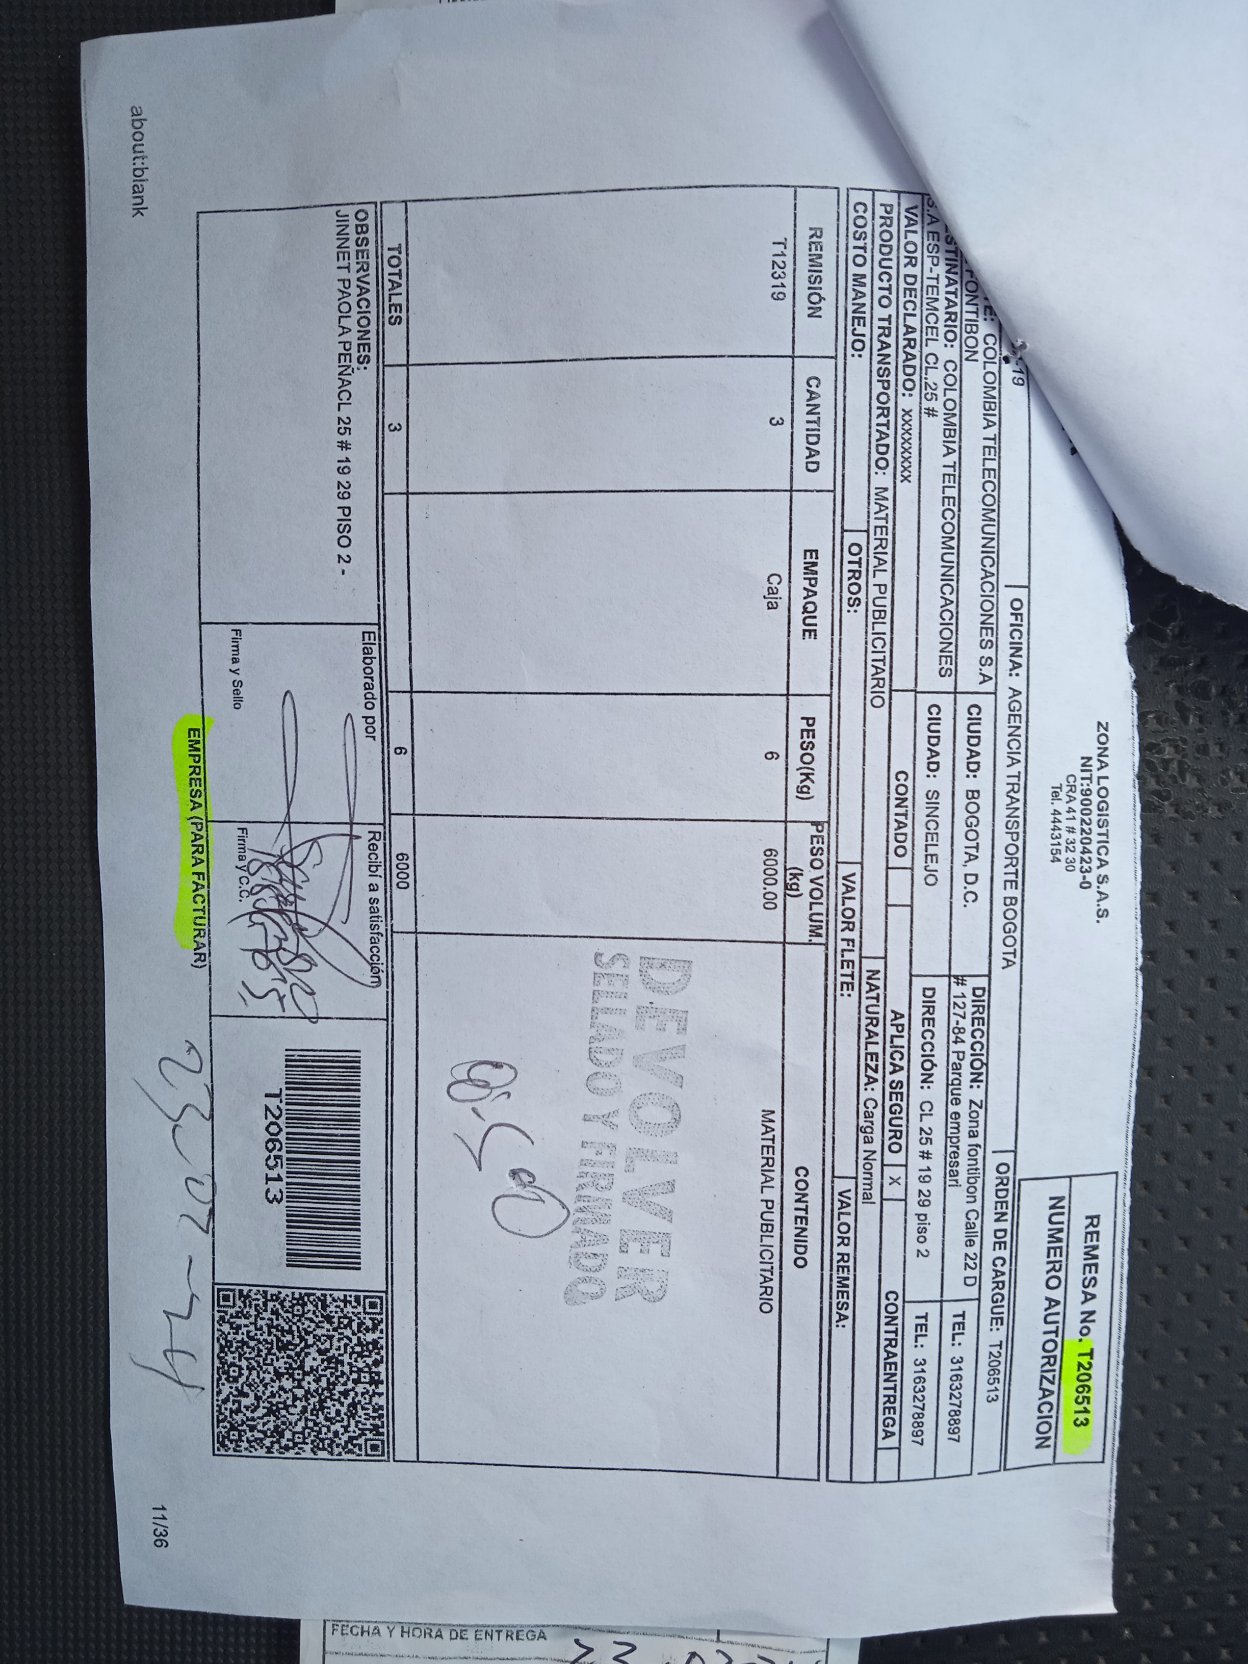 ZONA LOGISTICA S.A.S.
NIT:900220423-0
CRA 41 # 32 30
Tel. 4443154
REMESA No. T206513
NUMERO AUTORIZACION
-19
OFICINA: AGENCIA TRANSPORTE BOGOTA
ORDEN DE CARGUE: T206513
TE: COLOMBIA TELECOMUNICACIONES S.A
FONTIBON
CIUDAD: BOGOTA, D.C.
DIRECCIÓN: Zona fontibon Calle 22 D
# 127-84 Parque empresari
TEL: 3163278897
STINATARIO: COLOMBIA TELECOMUNICACIONES
S.A ESP-TEMCEL CL.25 #
CIUDAD: SINCELEJO
DIRECCIÓN: CL 25 # 19 29 piso 2
TEL: 3163278897
VALOR DECLARADO: xxxxxxxx
CONTADO
APLICA SEGURO X
CONTRAENTREGA
PRODUCTO TRANSPORTADO: MATERIAL PUBLICITARIO
NATURALEZA: Carga Normal
COSTO MANEJO:
OTROS:
VALOR FLETE:
VALOR REMESA:
REMISIÓN CANTIDAD EMPAQUE PESO(Kg) PESO VOLUM. (kg) CONTENIDO
T12319 3 Caja 6 6000.00 MATERIAL PUBLICITARIO
DEVOLVER
SELLADO Y FIRMADO
TOTALES 3 6 6000
OBSERVACIONES:
JINNET PAOLA PEÑACL 25 # 19 29 PISO 2 -
Elaborado por
Firma y Sello
Recibí a satisfacción
Firma y C.C.
T206513
EMPRESA (PARA FACTURAR)
about:blank
11/36
FECHA Y HORA DE ENTREGA